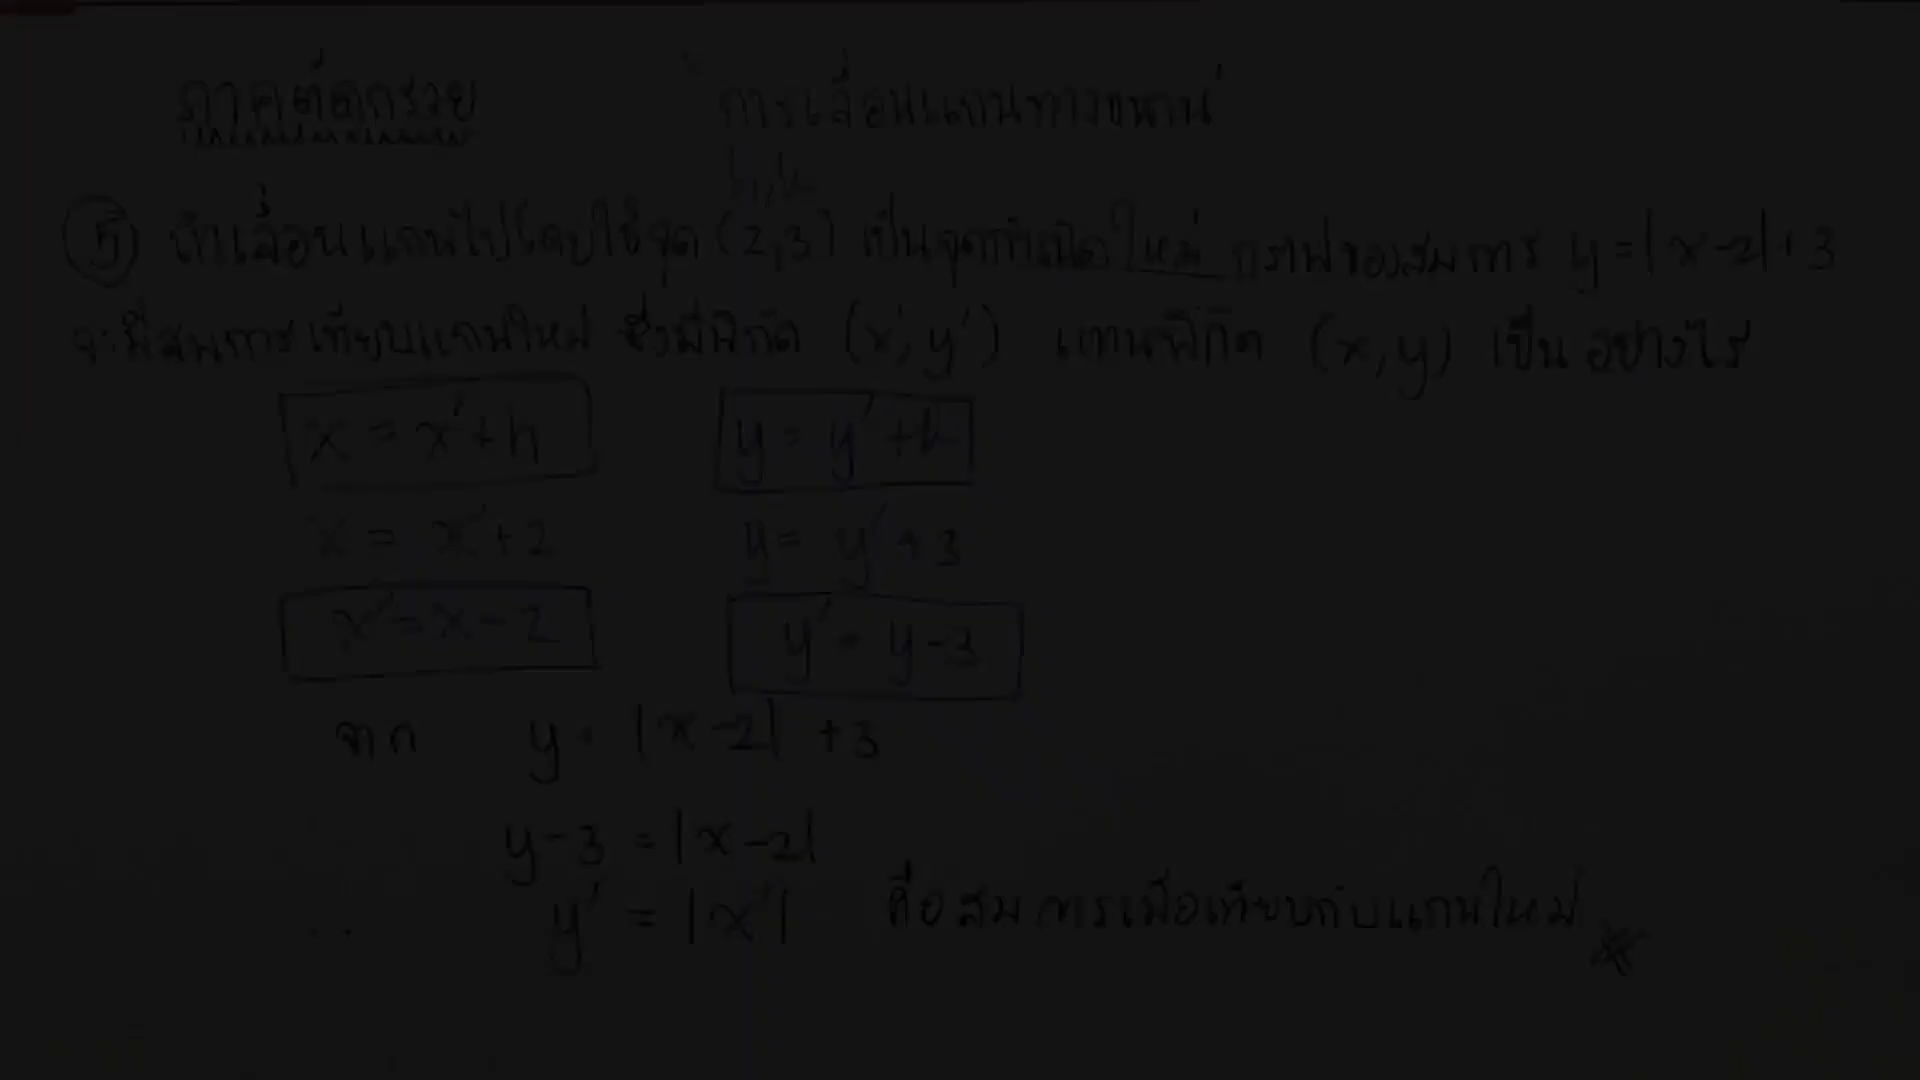 ภาคตัดกรวย การเลื่อนแกนทางขนาน
h,k
5 ถ้าเลื่อนแกนไปโดยใช้จุด (2,3) เป็นจุดกำเนิดใหม่ กราฟของสมการ y = |x-2| + 3
จะมีสมการเทียบแกนใหม่ ซึ่งมีพิกัด (x', y') แทนพิกัด (x,y) เป็นอย่างไร
x = x' + h y = y' + k
x = x' + 2 y = y' + 3
x' = x - 2 y' = y - 3
จาก y = |x-2| + 3
y - 3 = |x-2|
∴ y' = |x'| คือสมการเมื่อเทียบกับแกนใหม่